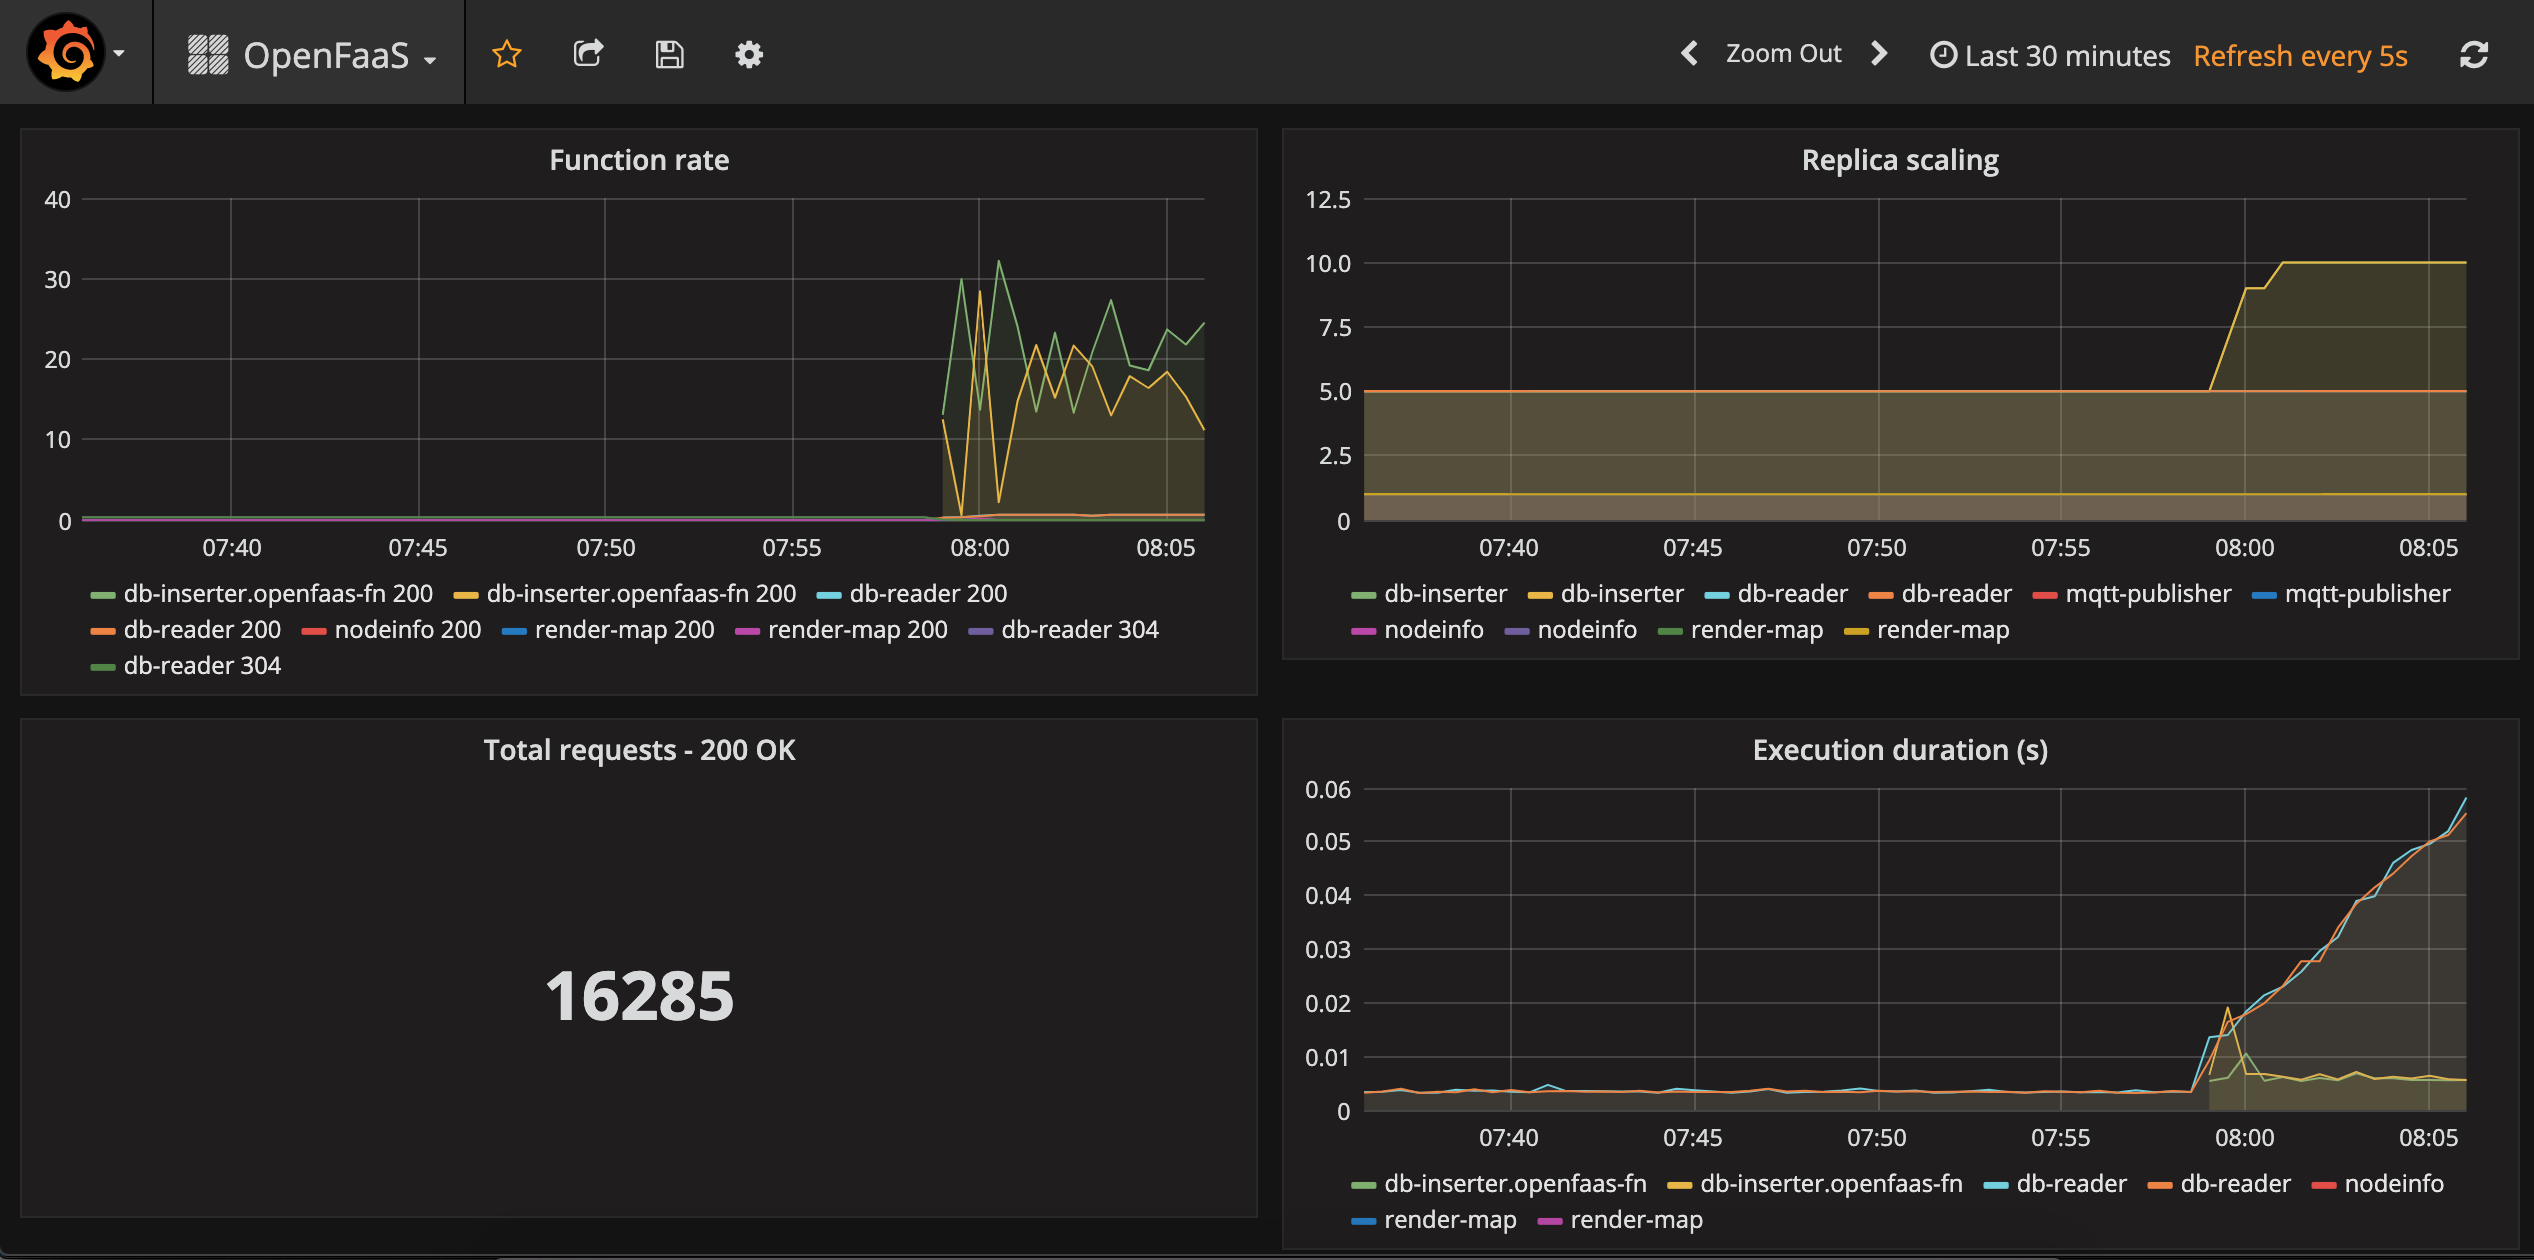 OpenFaaS
Zoom Out
Last 30 minutes Refresh every 5s
Function rate
40
30
20
10
0
07:40 07:45 07:50 07:55 08:00 08:05
db-inserter.openfaas-fn 200 db-inserter.openfaas-fn 200 db-reader 200
db-reader 200 nodeinfo 200 render-map 200 render-map 200 db-reader 304
db-reader 304
Replica scaling
12.5
10.0
7.5
5.0
2.5
0
07:40 07:45 07:50 07:55 08:00 08:05
db-inserter db-inserter db-reader db-reader mqtt-publisher mqtt-publisher
nodeinfo nodeinfo render-map render-map
Total requests - 200 OK
16285
Execution duration (s)
0.06
0.05
0.04
0.03
0.02
0.01
0
07:40 07:45 07:50 07:55 08:00 08:05
db-inserter.openfaas-fn db-inserter.openfaas-fn db-reader db-reader nodeinfo
render-map render-map